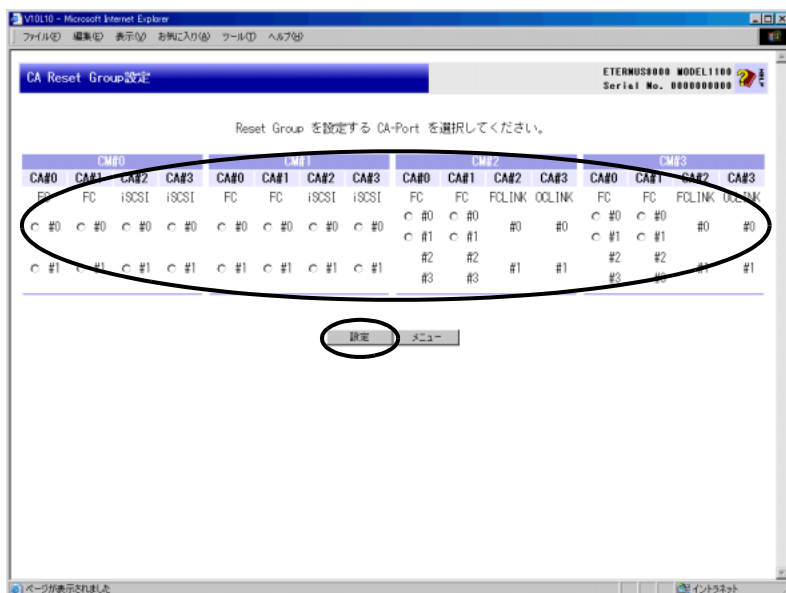 V10L10 - Microsoft Internet Explorer
ファイル(F) 編集(E) 表示(V) お気に入り(A) ツール(T) ヘルプ(H)
CA Reset Group設定
ETERNUS8000 MODEL1100
Serial No. 0000000000
Reset Group を設定する CA-Port を選択してください。
CM#0 CM#1 CM#2 CM#3
CA#0 CA#1 CA#2 CA#3 CA#0 CA#1 CA#2 CA#3 CA#0 CA#1 CA#2 CA#3 CA#0 CA#1 CA#2 CA#3
FC FC iSCSI iSCSI FC FC iSCSI iSCSI FC FC FCLINK OCLINK FC FC FCLINK OCLINK
#0 #0 #0 #0 #0 #0 #0 #0 #0 #0 #0 #0 #0 #0 #0 #0
#1 #1 #1 #1
#1 #1 #1 #1 #1 #1 #1 #1 #2 #2 #1 #1 #2 #2 #1 #1
#3 #3 #3 #3
設定 メニュー
ページが表示されました イントラネット